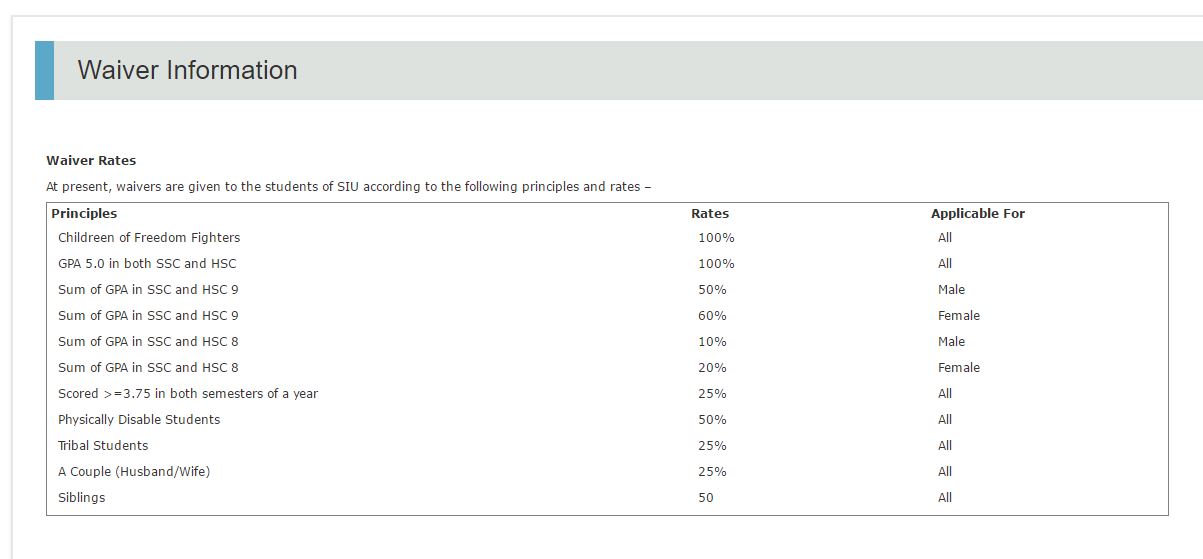 Waiver Information
Waiver Rates
At present, waivers are given to the students of SIU according to the following principles and rates –
Principles Rates Applicable For
Childreen of Freedom Fighters 100% All
GPA 5.0 in both SSC and HSC 100% All
Sum of GPA in SSC and HSC 9 50% Male
Sum of GPA in SSC and HSC 9 60% Female
Sum of GPA in SSC and HSC 8 10% Male
Sum of GPA in SSC and HSC 8 20% Female
Scored >=3.75 in both semesters of a year 25% All
Physically Disable Students 50% All
Tribal Students 25% All
A Couple (Husband/Wife) 25% All
Siblings 50 All